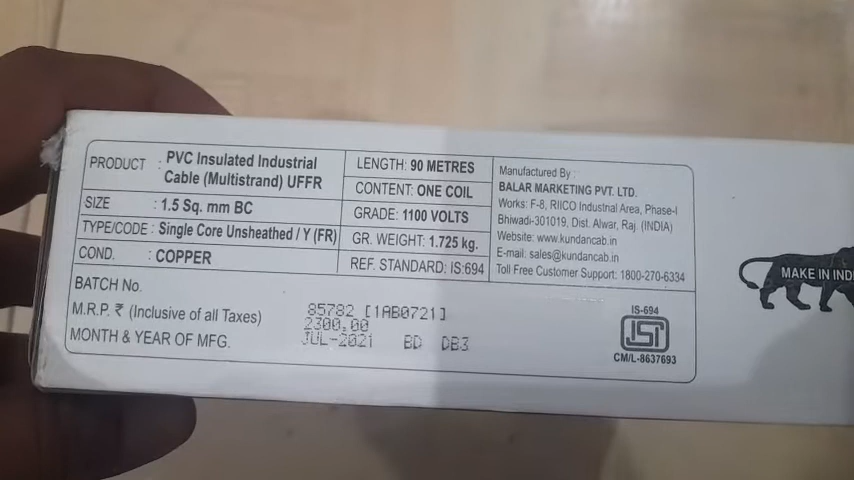 PRODUCT : PVC Insulated Industrial
Cable (Multistrand) UFFR
SIZE : 1.5 Sq. mm BC
TYPE/CODE : Single Core Unsheathed / Y (FR)
COND. : COPPER
LENGTH: 90 METRES
CONTENT: ONE COIL
GRADE: 1100 VOLTS
GR. WEIGHT: 1.725 kg.
REF. STANDARD: IS:694
Manufactured By :
BALAR MARKETING PVT. LTD.
Works: F-8, RIICO Industrial Area, Phase-I
Bhiwadi-301019, Dist. Alwar, Raj. (INDIA)
Website: www.kundancab.in
E-mail: sales@kundancab.in
Toll Free Customer Support: 1800-270-6334
BATCH No. 85782 [1AB0721]
M.R.P. ₹ (Inclusive of all Taxes) 2300.00
MONTH & YEAR OF MFG. JUL-2021 BD DB3
IS-694
ISI
CM/L-8637693
MAKE IN IND